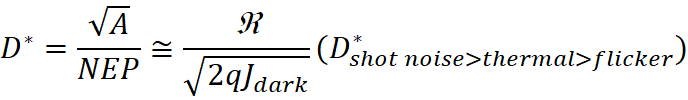 D* = √A / NEP ≅ ℜ / √2qJ_dark (D*_shot noise>thermal>flicker)